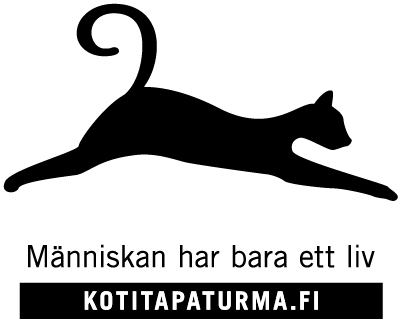 Människan har bara ett liv
KOTITAPATURMA.FI